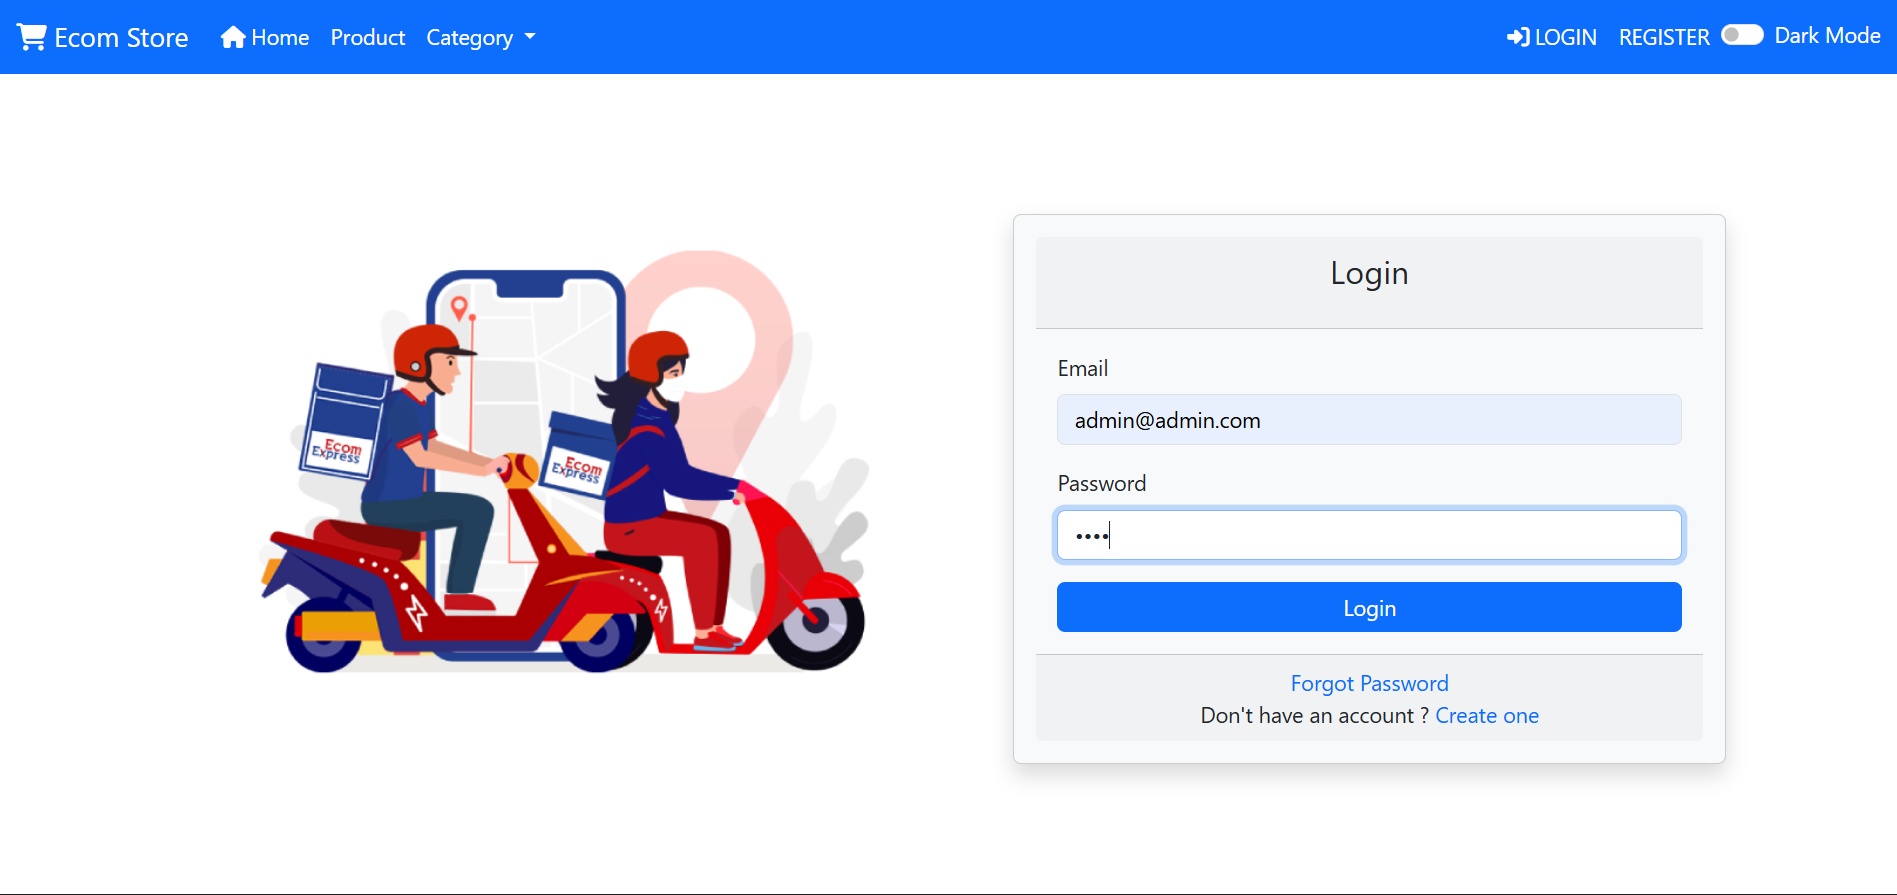 Ecom Store Home Product Category LOGIN REGISTER Dark Mode
Ecom
Express
Ecom
Express
Login
Email
admin@admin.com
Password
••••
Login
Forgot Password
Don't have an account ? Create one